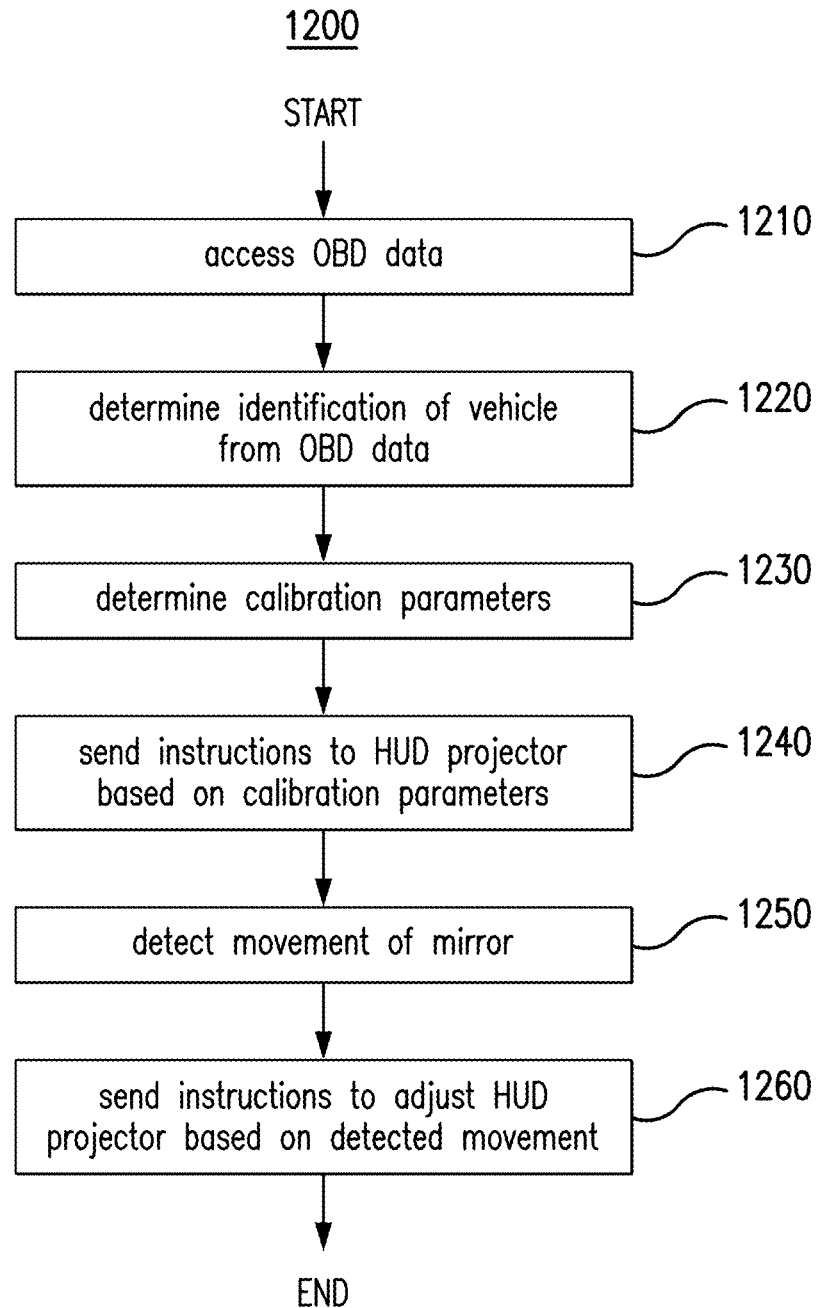 1200
START
access OBD data
1210
determine identification of vehicle
from OBD data
1220
determine calibration parameters
1230
send instructions to HUD projector
based on calibration parameters
1240
detect movement of mirror
1250
send instructions to adjust HUD
projector based on detected movement
1260
END